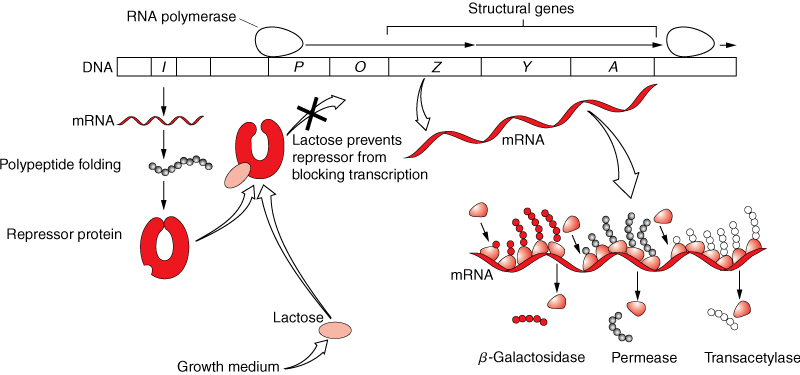 Structural genes
RNA polymerase
DNA I P O Z Y A
mRNA
Lactose prevents
repressor from
blocking transcription
mRNA
Polypeptide folding
Repressor protein
mRNA
Lactose
Growth medium
β-Galactosidase Permease Transacetylase